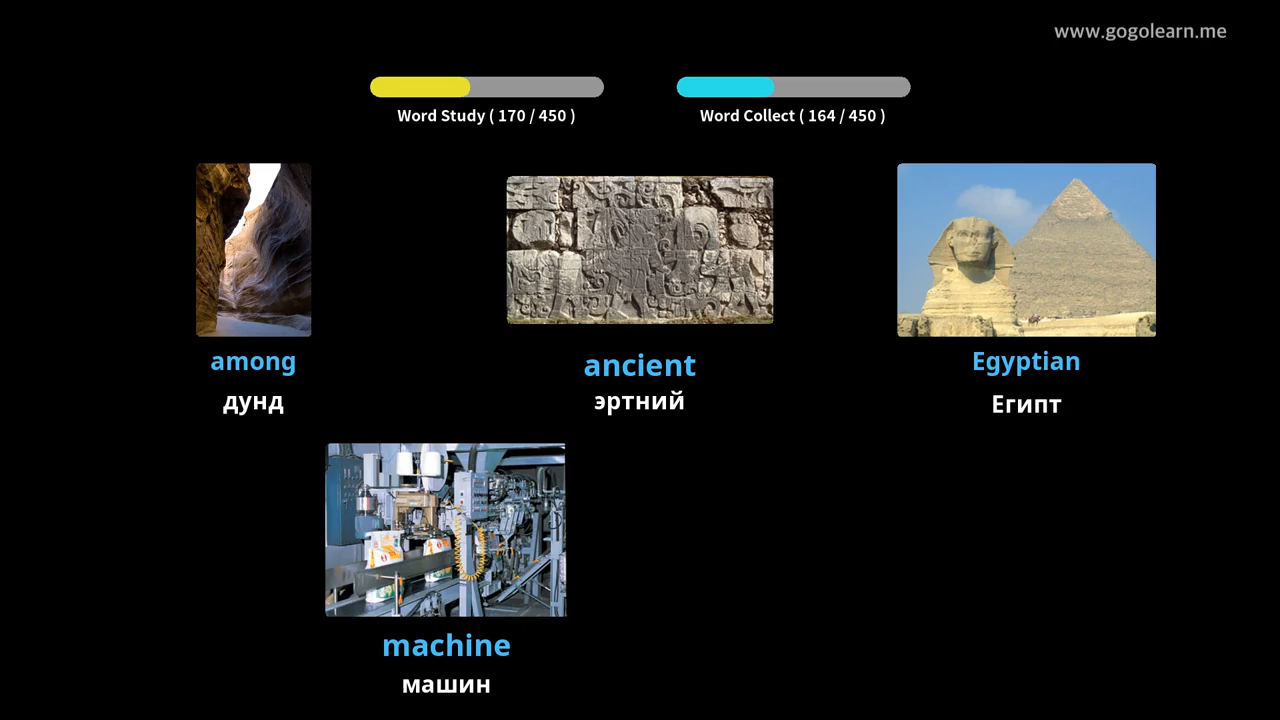 www.gogolearn.me
Word Study ( 170 / 450 )
Word Collect ( 164 / 450 )
among
дунд
ancient
эртний
Egyptian
Египт
machine
машин